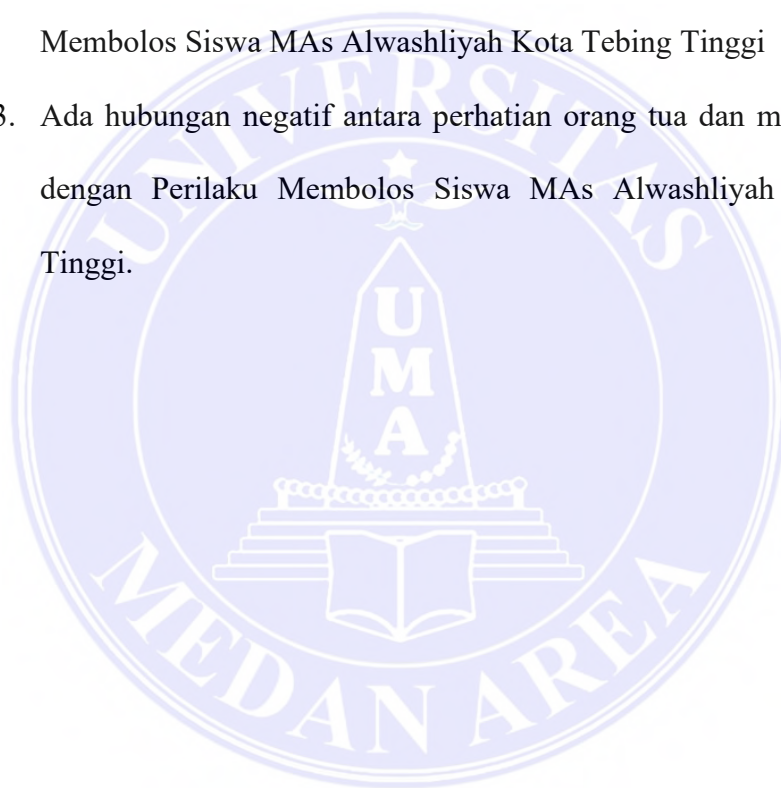 Membolos Siswa MAs Alwashliyah Kota Tebing Tinggi
3. Ada hubungan negatif antara perhatian orang tua dan m
dengan Perilaku Membolos Siswa MAs Alwashliyah
Tinggi.
UNIVERSITAS
UMA
MEDAN AREA